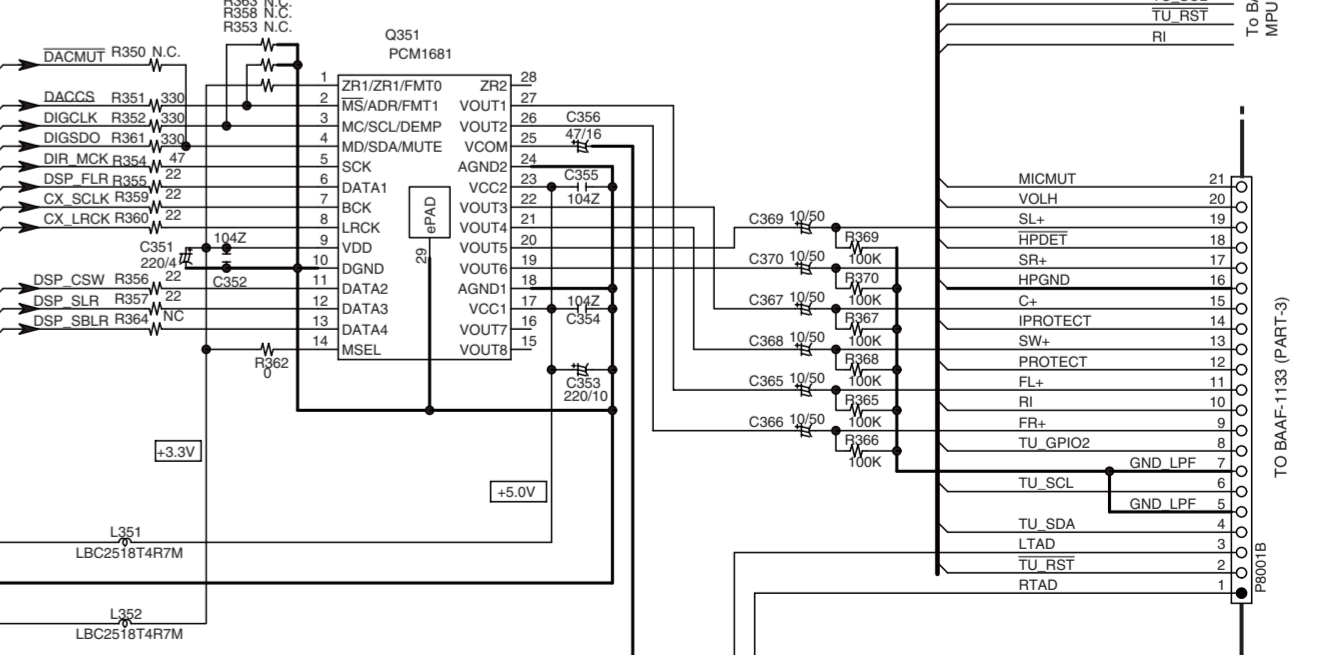 R363 N.C.
R358 N.C.
R353 N.C.
Q351
PCM1681
TU_RST
RI
To BA
MPU
DACMUT R350 N.C.
DACCS R351 330
DIGCLK R352 330
DIGSDO R361 330
DIR_MCK R354 47
DSP_FLR R355 22
CX_SCLK R359 22
CX_LRCK R360 22
C351
220/4
104Z
C352
DSP_CSW R356 22
DSP_SLR R357 22
DSP_SBLR R364 NC
R362
0
1 ZR1/ZR1/FMT0 ZR2 28
2 MS/ADR/FMT1 VOUT1 27
3 MC/SCL/DEMP VOUT2 26
4 MD/SDA/MUTE VCOM 25
5 SCK AGND2 24
6 DATA1 VCC2 23
7 BCK VOUT3 22
8 LRCK VOUT4 21
9 VDD VOUT5 20
10 DGND VOUT6 19
11 DATA2 AGND1 18
12 DATA3 VCC1 17
13 DATA4 VOUT7 16
14 MSEL VOUT8 15
ePAD
29
C356
47/16
C355
104Z
104Z
C354
C353
220/10
C369 10/50
R369
100K
C370 10/50
R370
100K
C367 10/50
R367
100K
C368 10/50
R368
100K
C365 10/50
R365
100K
C366 10/50
R366
100K
MICMUT 21
VOLH 20
SL+ 19
HPDET 18
SR+ 17
HPGND 16
C+ 15
IPROTECT 14
SW+ 13
PROTECT 12
FL+ 11
RI 10
FR+ 9
TU_GPIO2 8
GND_LPF 7
TU_SCL 6
GND_LPF 5
TU_SDA 4
LTAD 3
TU_RST 2
RTAD 1
P8001B
TO BAAF-1133 (PART-3)
+3.3V
+5.0V
L351
LBC2518T4R7M
L352
LBC2518T4R7M